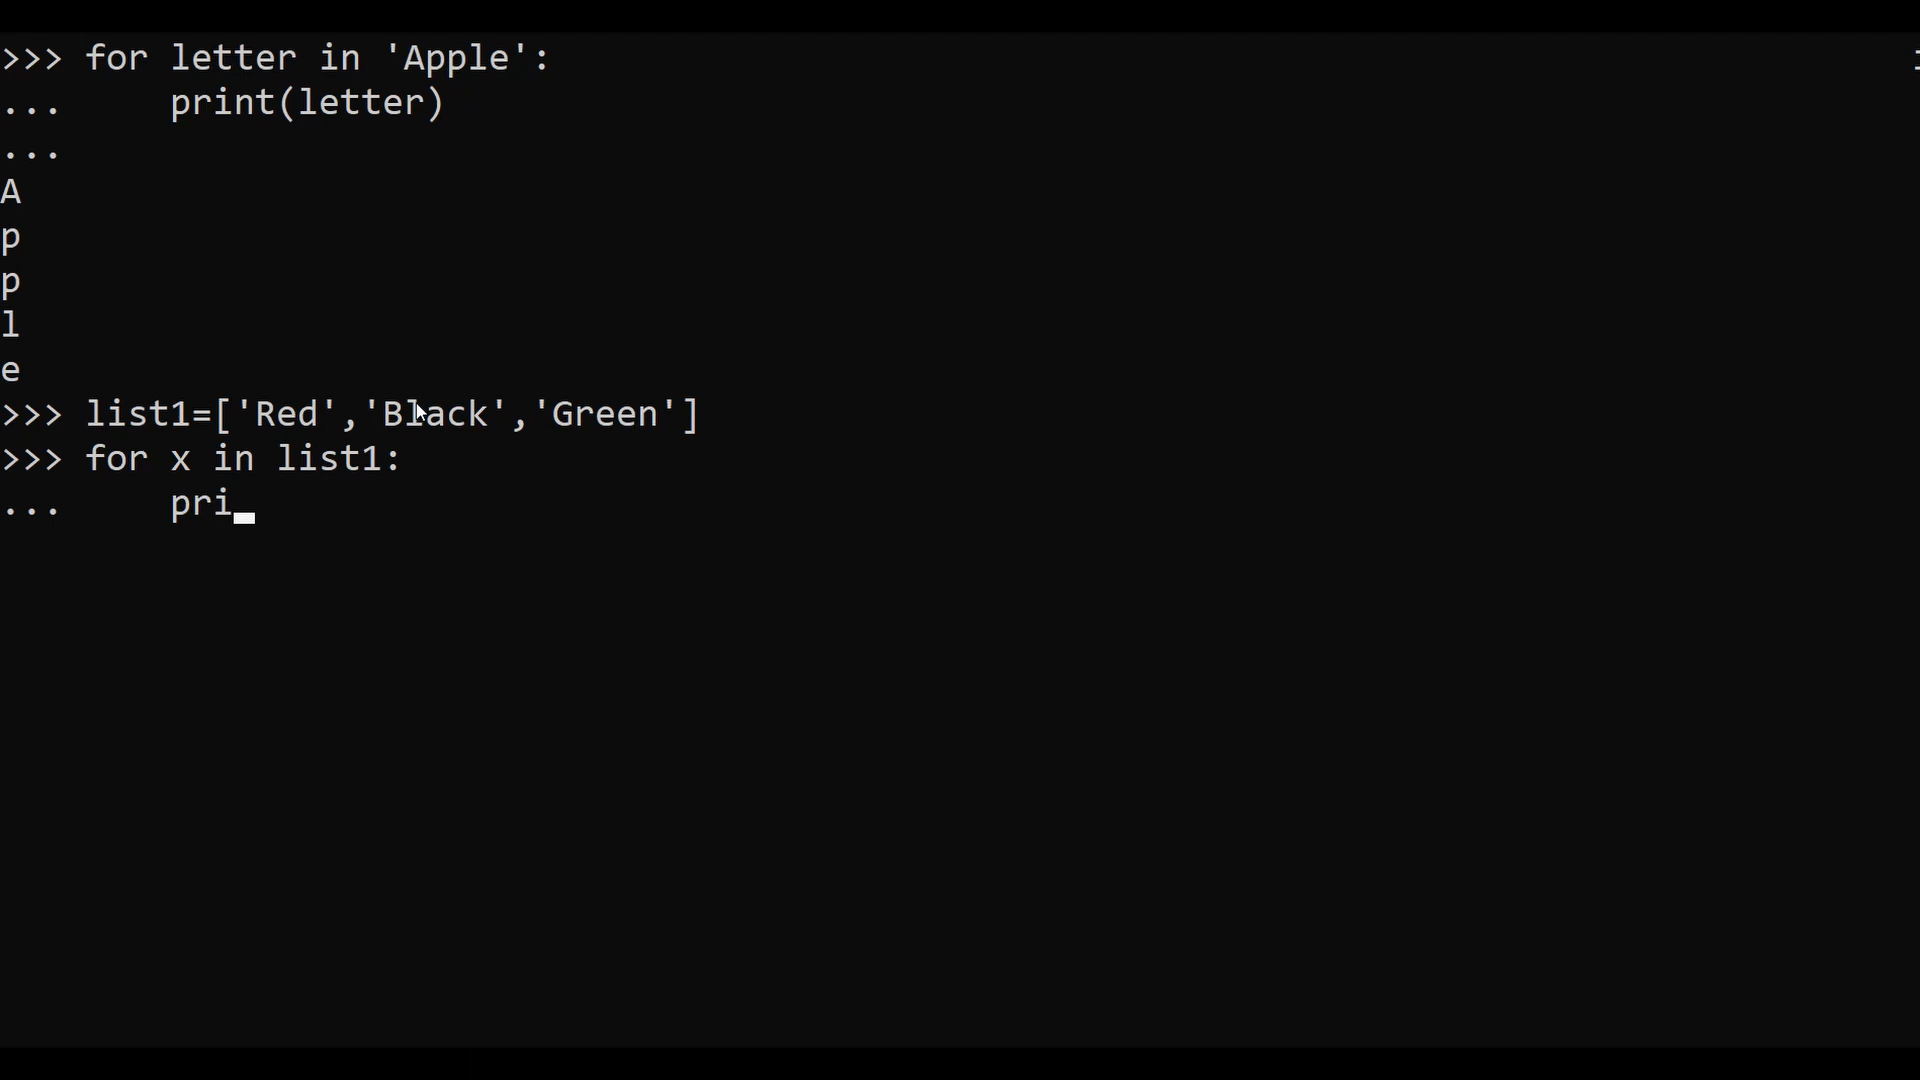 >>> for letter in 'Apple':
...     print(letter)
...
A
p
p
l
e
>>> list1=['Red','Black','Green']
>>> for x in list1:
...     pri